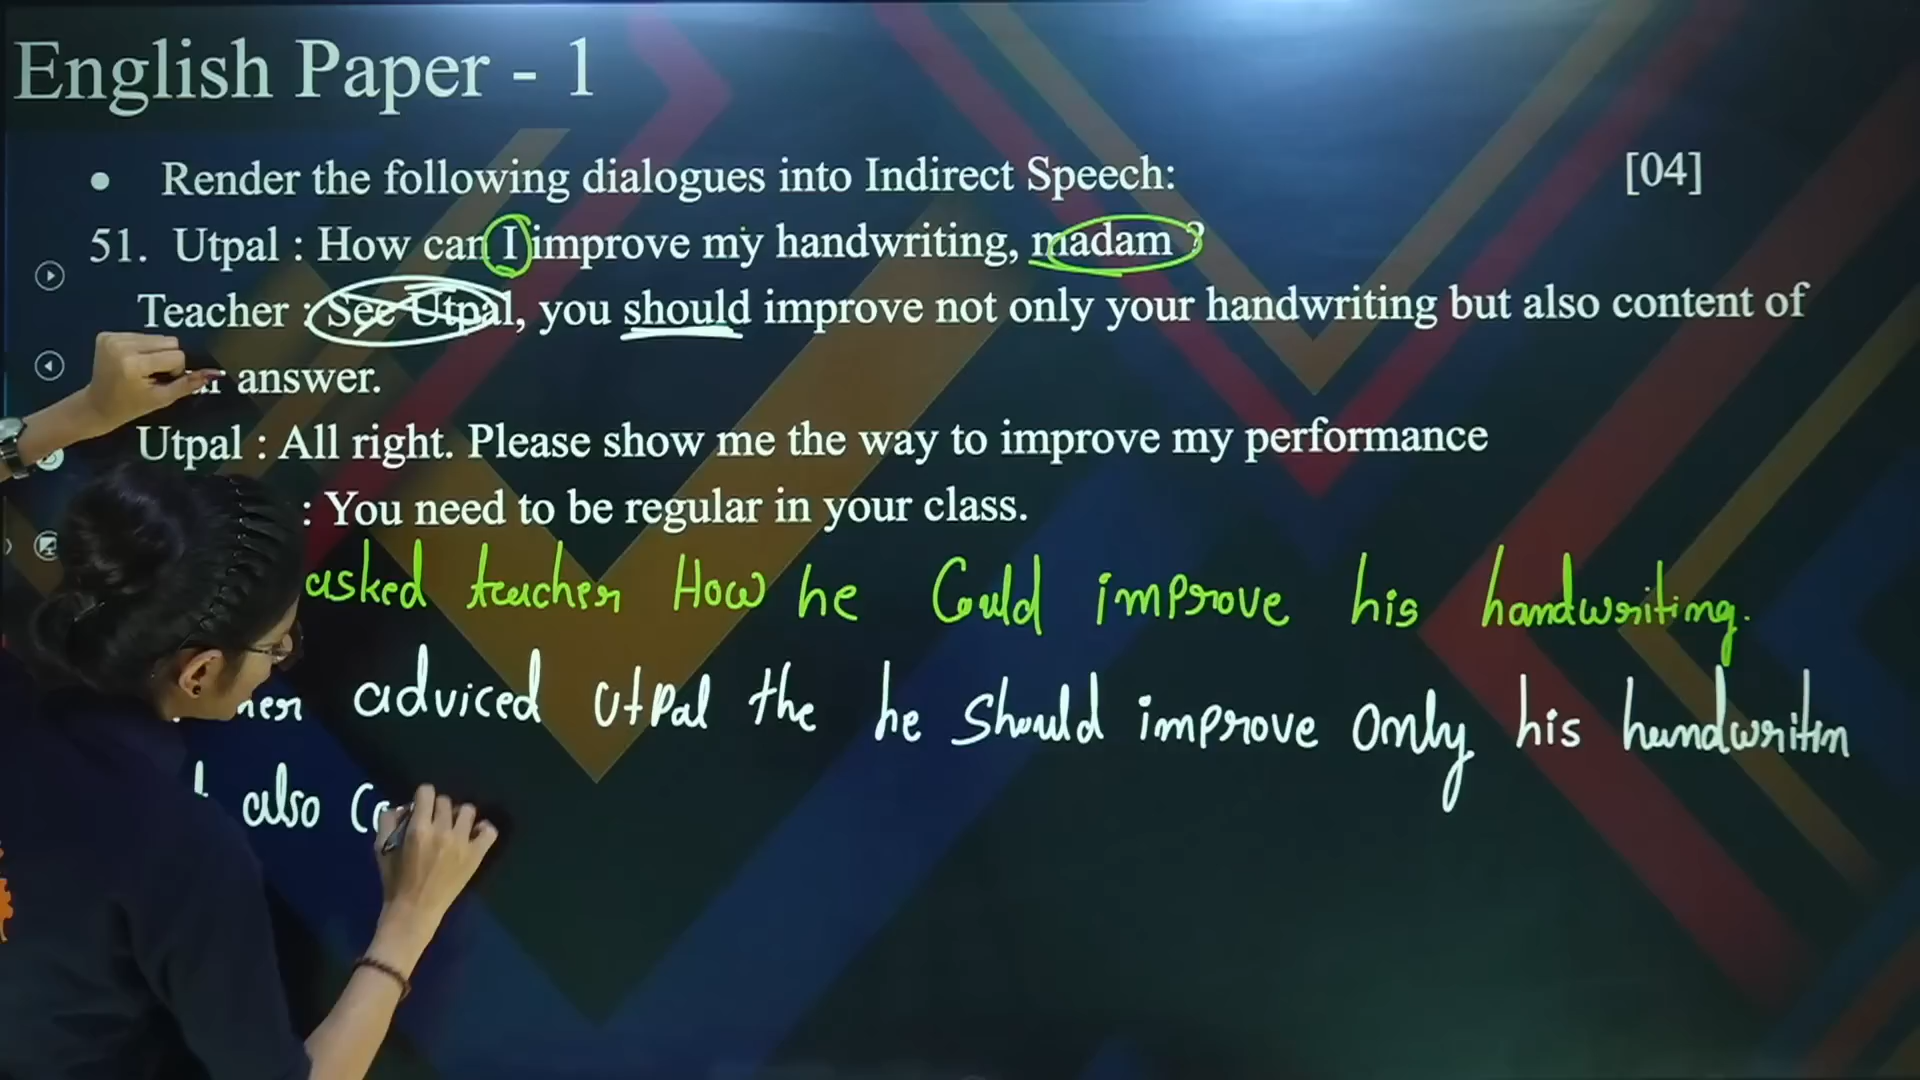 English Paper - 1
• Render the following dialogues into Indirect Speech: [04]
51. Utpal : How can I improve my handwriting, madam ?
Teacher : See Utpal, you should improve not only your handwriting but also content of
answer.
Utpal : All right. Please show me the way to improve my performance
: You need to be regular in your class.
asked teacher How he Could improve his handwriting.
adviced Utpal the he Should improve only his handwritin
also